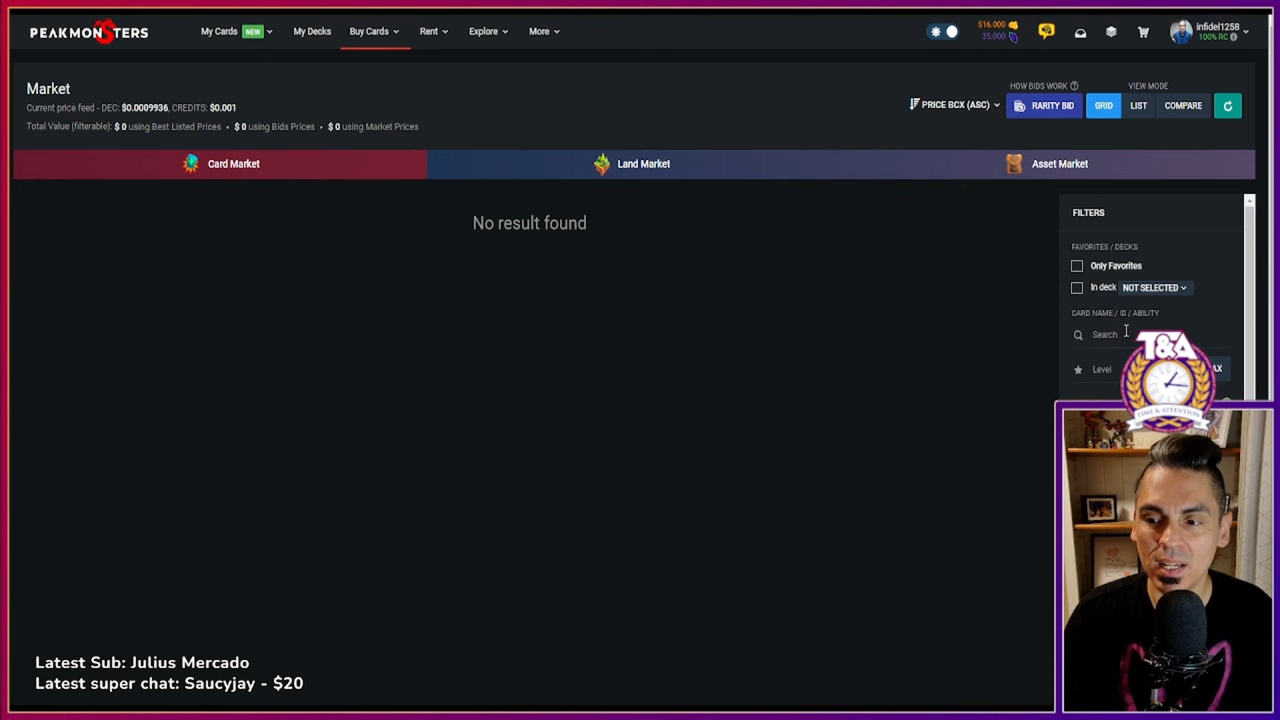 PEAKMONSTERS
My Cards NEW
My Decks
Buy Cards
Rent
Explore
More
516.000
35.000
infidel1258
100% RC
Market
Current price feed - DEC: $0.0009936, CREDITS: $0.001
Total Value (filterable): $ 0 using Best Listed Prices • $ 0 using Bids Prices • $ 0 using Market Prices
PRICE BCX (ASC)
HOW BIDS WORK
RARITY BID
VIEW MODE
GRID
LIST
COMPARE
Card Market
Land Market
Asset Market
No result found
FILTERS
FAVORITES / DECKS
Only Favorites
In deck NOT SELECTED
CARD NAME / ID / ABILITY
Search
Level
AX
T&A
TIME & ATTENTION
Latest Sub: Julius Mercado
Latest super chat: Saucyjay - $20